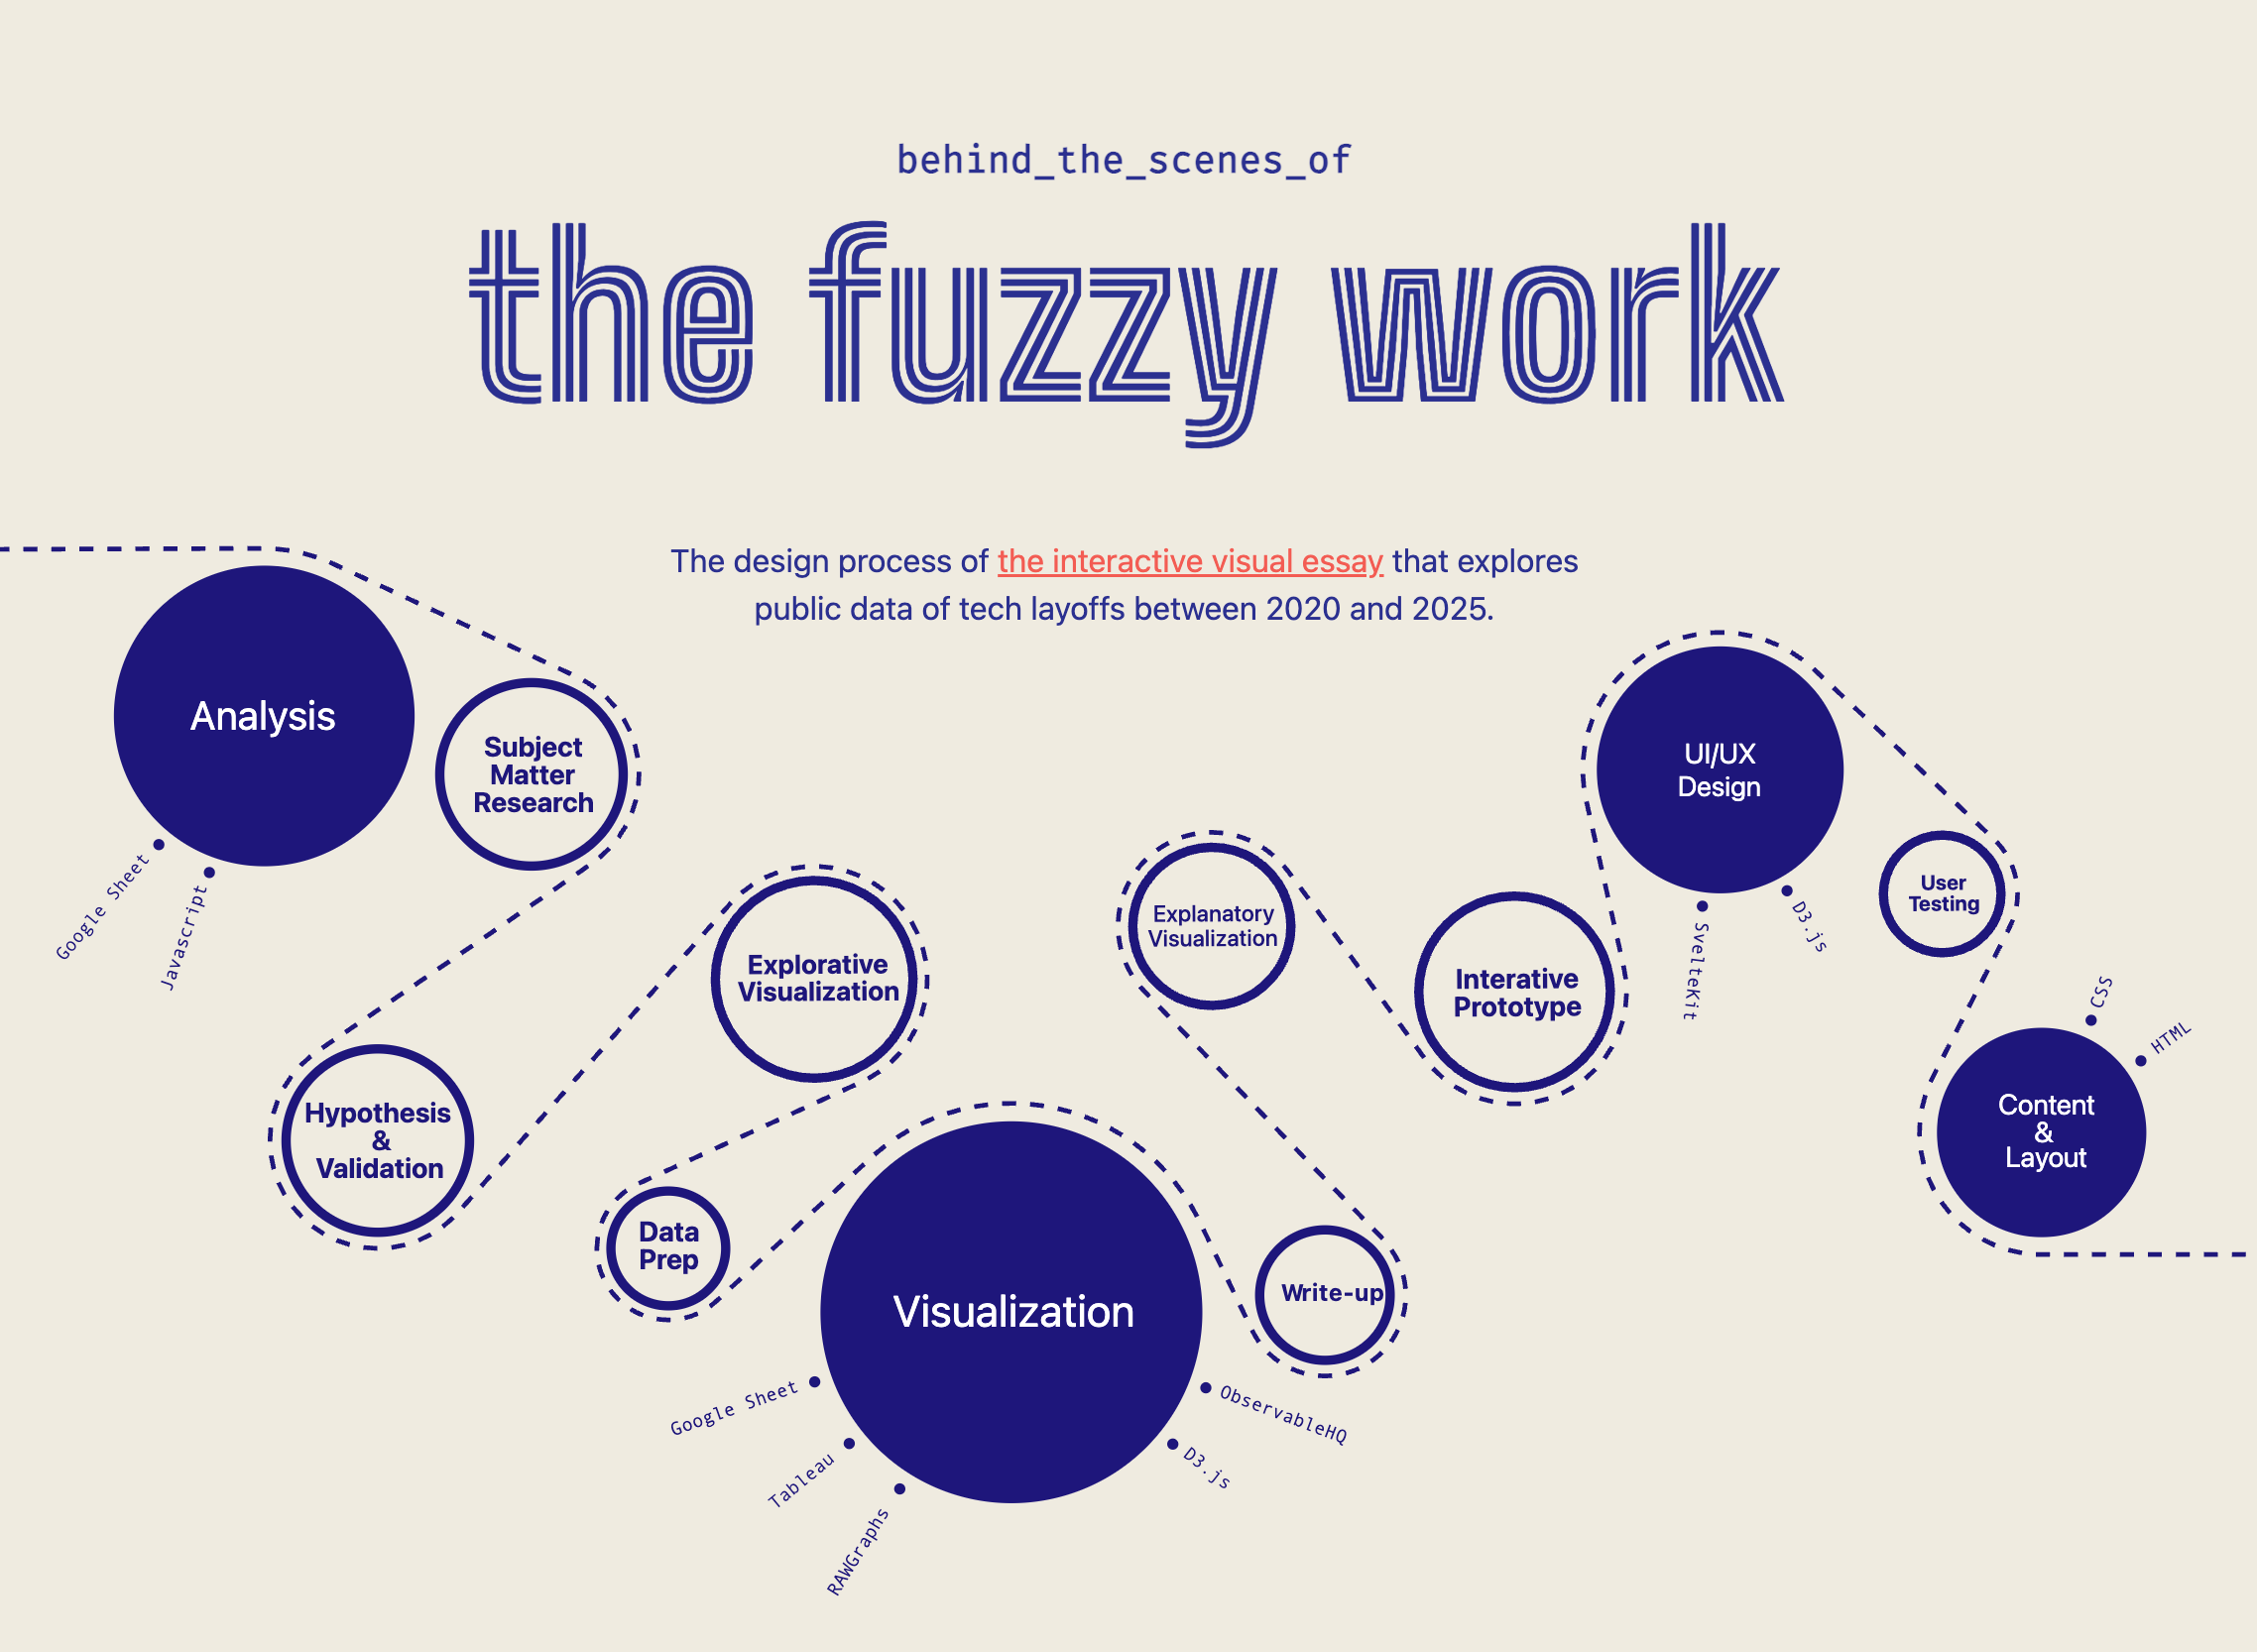 behind_the_scenes_of
the fuzzy work
The design process of the interactive visual essay that explores
public data of tech layoffs between 2020 and 2025.
Analysis
Google Sheet
Javascript
Subject
Matter
Research
Hypothesis
&
Validation
Explorative
Visualization
Data
Prep
Visualization
Google Sheet
Tableau
RAWGraphs
D3.js
ObservableHQ
Write-up
Explanatory
Visualization
Interative
Prototype
UI/UX
Design
SvelteKit
D3.js
User
Testing
Content
&
Layout
CSS
HTML